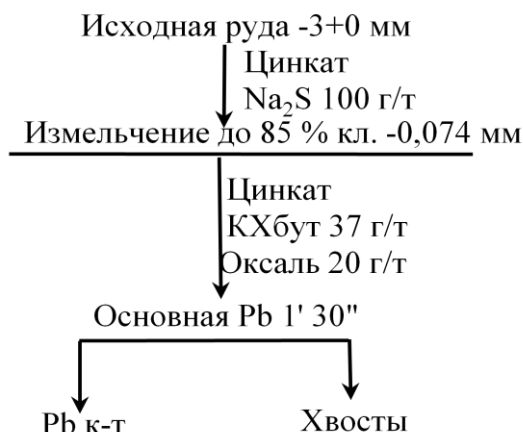 Исходная руда -3+0 мм
Цинкат
Na₂S 100 г/т
Измельчение до 85 % кл. -0,074 мм
Цинкат
КХбут 37 г/т
Оксаль 20 г/т
Основная Pb 1' 30"
Pb к-т
Хвосты